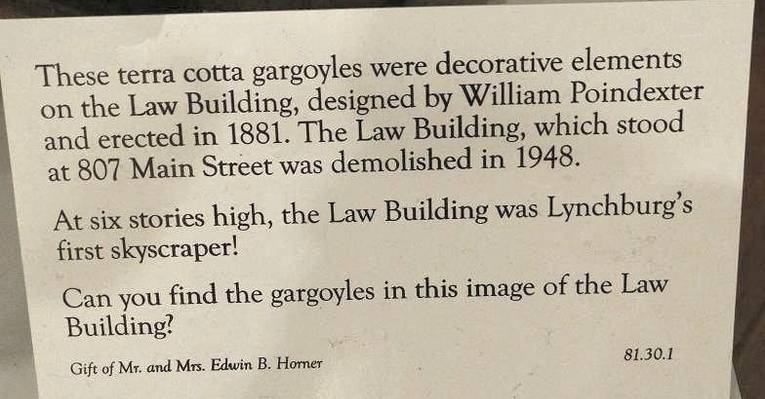 These terra cotta gargoyles were decorative elements
on the Law Building, designed by William Poindexter
and erected in 1881. The Law Building, which stood
at 807 Main Street was demolished in 1948.
At six stories high, the Law Building was Lynchburg's
first skyscraper!
Can you find the gargoyles in this image of the Law
Building?
Gift of Mr. and Mrs. Edwin B. Horner
81.30.1